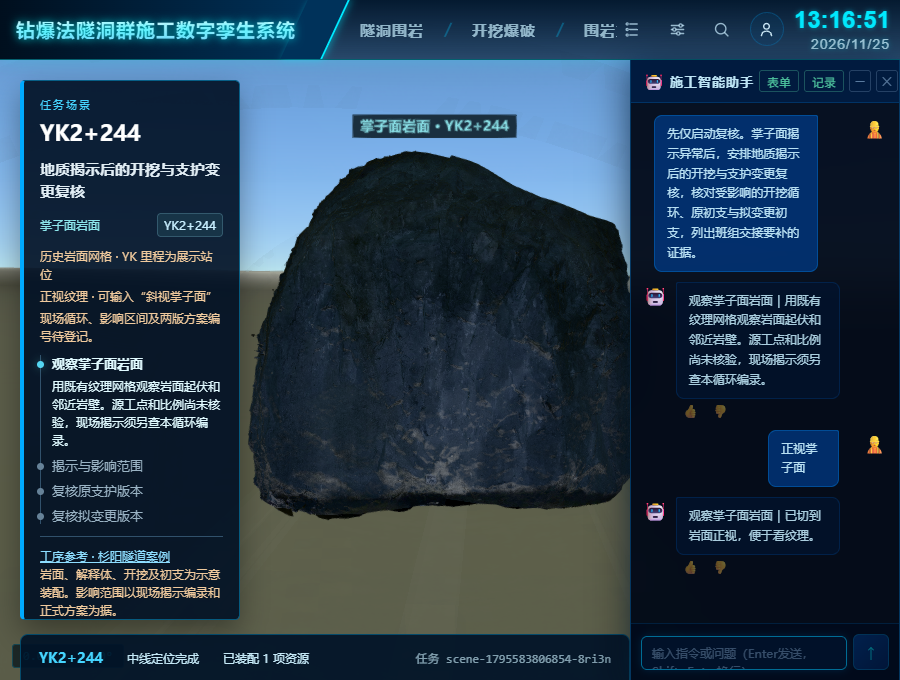 钻爆法隧洞群施工数字孪生系统
隧洞围岩 / 开挖爆破 / 围岩
13:16:51
2026/11/25
任务场景
YK2+244
地质揭示后的开挖与支护变
更复核
掌子面岩面 YK2+244
历史岩面网格 · YK 里程为展示站
位
正视纹理 · 可输入“斜视掌子面”
现场循环、影响区间及两版方案编
号待登记。
观察掌子面岩面
用既有纹理网格观察岩面起伏和
邻近岩壁。源工点和比例尚未核
验，现场揭示须另查本循环编
录。
揭示与影响范围
复核原支护版本
复核拟变更版本
工序参考 · 杉阳隧道案例
岩面、解释体、开挖及初支为示意
装配。影响范围以现场揭示编录和
正式方案为据。
掌子面岩面 · YK2+244
YK2+244 中线定位完成 已装配 1 项资源 任务 scene-1795583806854-8ri3n
施工智能助手 表单 记录
先仅启动复核。掌子面揭
示异常后，安排地质揭示
后的开挖与支护变更复
核，核对受影响的开挖循
环、原初支与拟变更初
支，列出班组交接要补的
证据。
观察掌子面岩面 | 用既有
纹理网格观察岩面起伏和
邻近岩壁。源工点和比例
尚未核验，现场揭示须另
查本循环编录。
正视掌
子面
观察掌子面岩面 | 已切到
岩面正视，便于看纹理。
输入指令或问题（Enter发送，